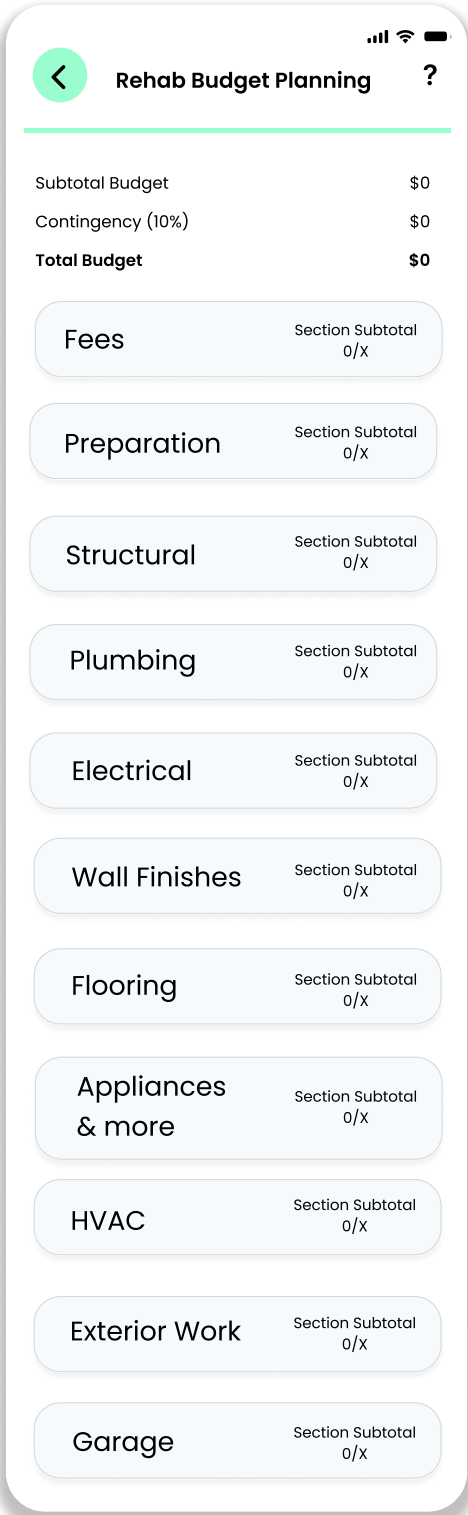 Rehab Budget Planning ?
Subtotal Budget $0
Contingency (10%) $0
Total Budget $0
Fees Section Subtotal
0/X
Preparation Section Subtotal
0/X
Structural Section Subtotal
0/X
Plumbing Section Subtotal
0/X
Electrical Section Subtotal
0/X
Wall Finishes Section Subtotal
0/X
Flooring Section Subtotal
0/X
Appliances
& more
Section Subtotal
0/X
HVAC Section Subtotal
0/X
Exterior Work Section Subtotal
0/X
Garage Section Subtotal
0/X